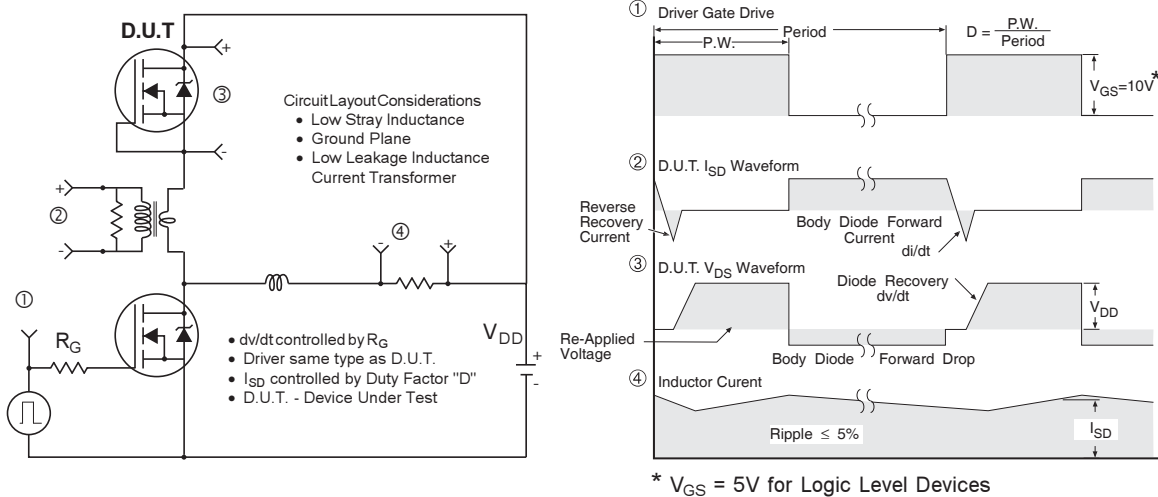 D.U.T
+
③
-
Circuit Layout Considerations
• Low Stray Inductance
• Ground Plane
• Low Leakage Inductance
Current Transformer
+
②
-
④
-
+
①
R_G
• dv/dt controlled by R_G
• Driver same type as D.U.T.
• I_SD controlled by Duty Factor "D"
• D.U.T. - Device Under Test
V_DD
+
-
① Driver Gate Drive
Period
P.W.
D = P.W. / Period
V_GS=10V*
② D.U.T. I_SD Waveform
Reverse
Recovery
Current
Body Diode Forward
Current
di/dt
③ D.U.T. V_DS Waveform
Diode Recovery
dv/dt
V_DD
Re-Applied
Voltage
Body Diode Forward Drop
④ Inductor Curent
Ripple ≤ 5%
I_SD
* V_GS = 5V for Logic Level Devices